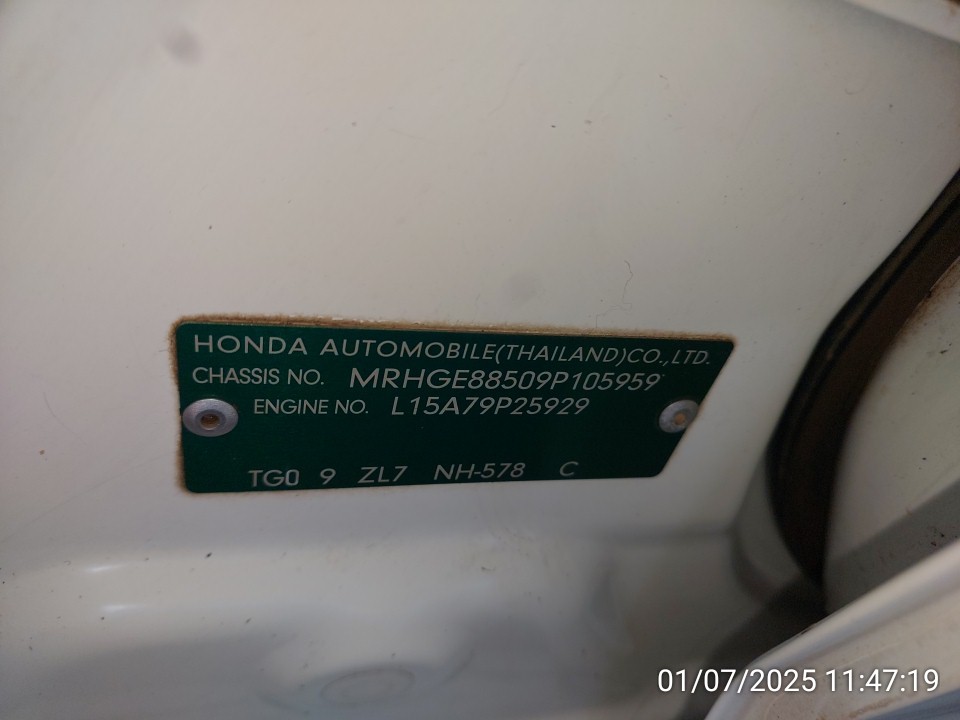 HONDA AUTOMOBILE(THAILAND)CO.,LTD.
CHASSIS NO. MRHGE88509P105959
ENGINE NO. L15A79P25929
TG0 9 ZL7 NH-578 C
01/07/2025 11:47:19